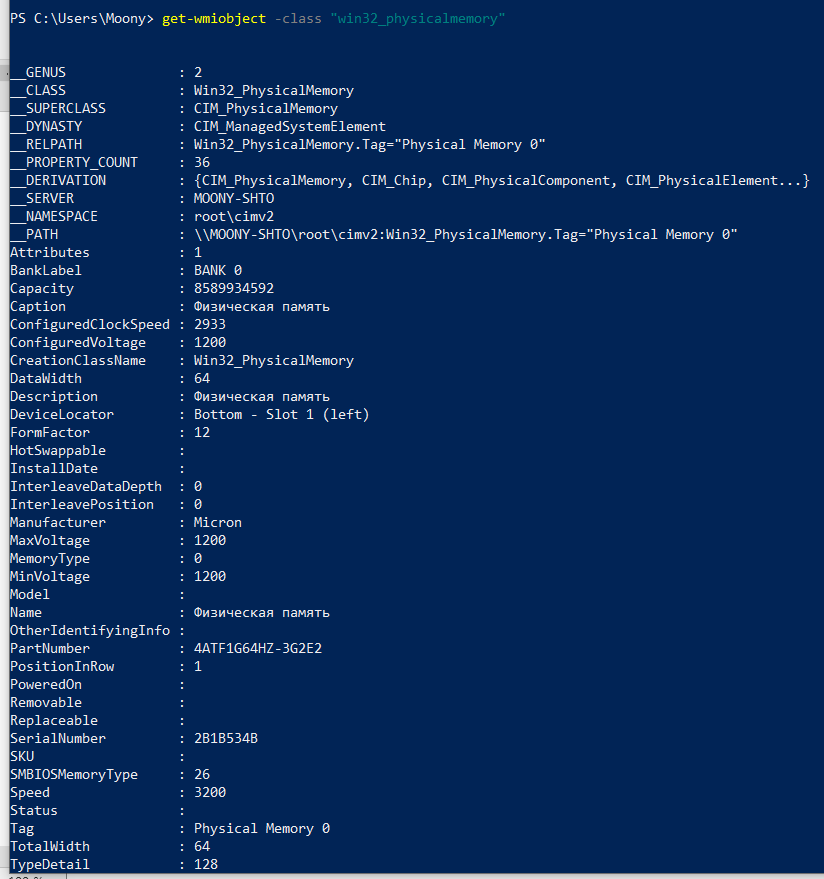 PS C:\Users\Moony> get-wmiobject -class "win32_physicalmemory"
__GENUS : 2
__CLASS : Win32_PhysicalMemory
__SUPERCLASS : CIM_PhysicalMemory
__DYNASTY : CIM_ManagedSystemElement
__RELPATH : Win32_PhysicalMemory.Tag="Physical Memory 0"
__PROPERTY_COUNT : 36
__DERIVATION : {CIM_PhysicalMemory, CIM_Chip, CIM_PhysicalComponent, CIM_PhysicalElement...}
__SERVER : MOONY-SHTO
__NAMESPACE : root\cimv2
__PATH : \\MOONY-SHTO\root\cimv2:Win32_PhysicalMemory.Tag="Physical Memory 0"
Attributes : 1
BankLabel : BANK 0
Capacity : 8589934592
Caption : Физическая память
ConfiguredClockSpeed : 2933
ConfiguredVoltage : 1200
CreationClassName : Win32_PhysicalMemory
DataWidth : 64
Description : Физическая память
DeviceLocator : Bottom - Slot 1 (left)
FormFactor : 12
HotSwappable :
InstallDate :
InterleaveDataDepth : 0
InterleavePosition : 0
Manufacturer : Micron
MaxVoltage : 1200
MemoryType : 0
MinVoltage : 1200
Model :
Name : Физическая память
OtherIdentifyingInfo :
PartNumber : 4ATF1G64HZ-3G2E2
PositionInRow : 1
PoweredOn :
Removable :
Replaceable :
SerialNumber : 2B1B534B
SKU :
SMBIOSMemoryType : 26
Speed : 3200
Status :
Tag : Physical Memory 0
TotalWidth : 64
TypeDetail : 128